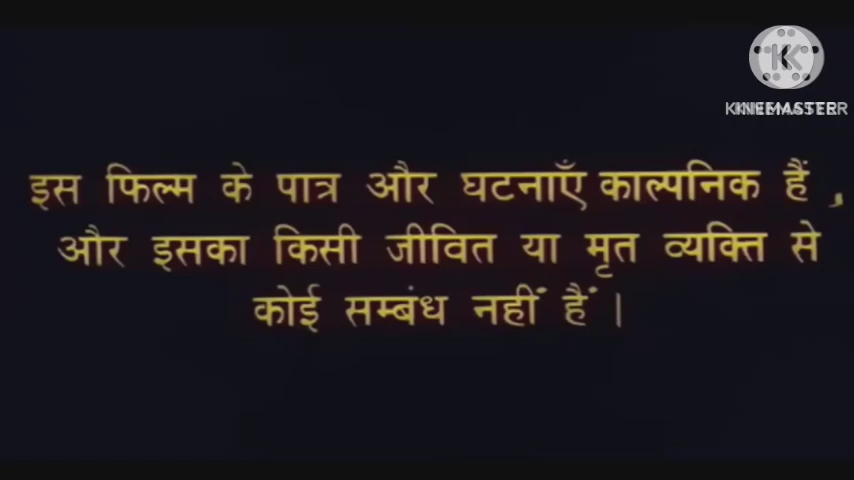 KINEMASTER
इस फिल्म के पात्र और घटनाएँ काल्पनिक हैं ,
और इसका किसी जीवित या मृत व्यक्ति से
कोई सम्बंध नहीं हैं ।